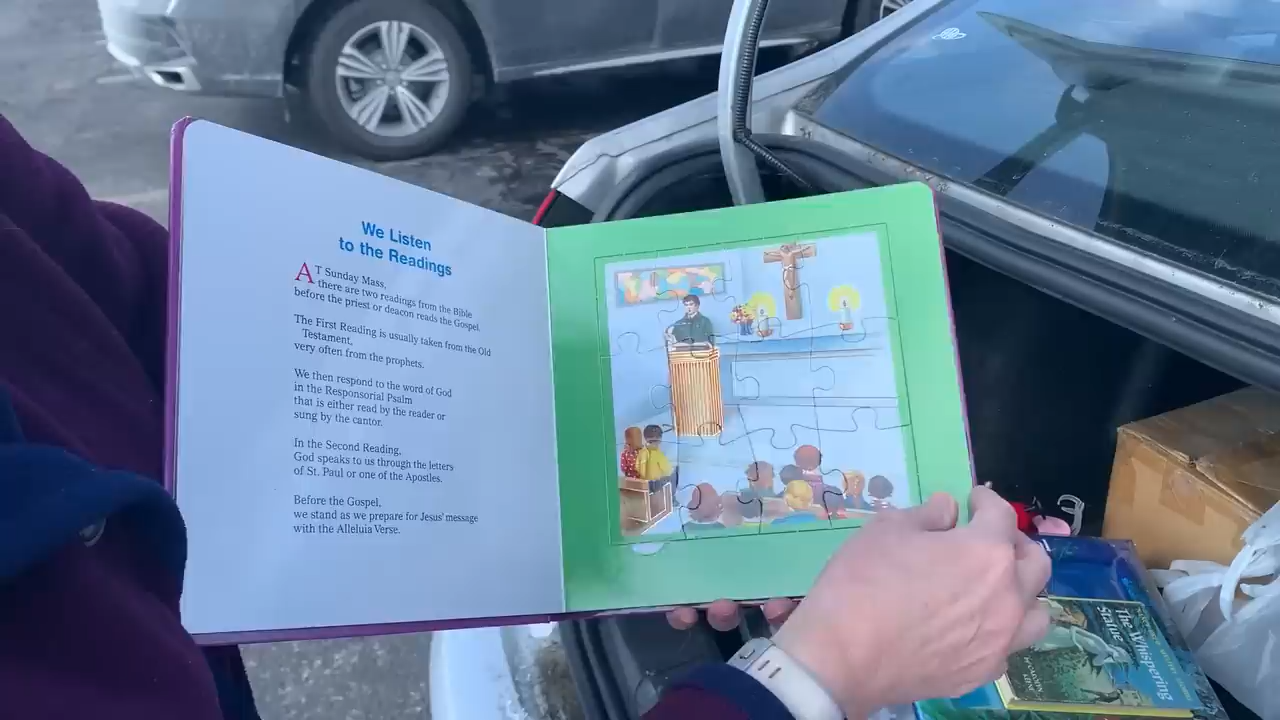 We Listen
to the Readings
AT Sunday Mass,
there are two readings from the Bible
before the priest or deacon reads the Gospel.
The First Reading is usually taken from the Old
Testament,
very often from the prophets.
We then respond to the word of God
in the Responsorial Psalm
that is either read by the reader or
sung by the cantor.
In the Second Reading,
God speaks to us through the letters
of St. Paul or one of the Apostles.
Before the Gospel,
we stand as we prepare for Jesus' message
with the Alleluia Verse.
The Whispering
Statue